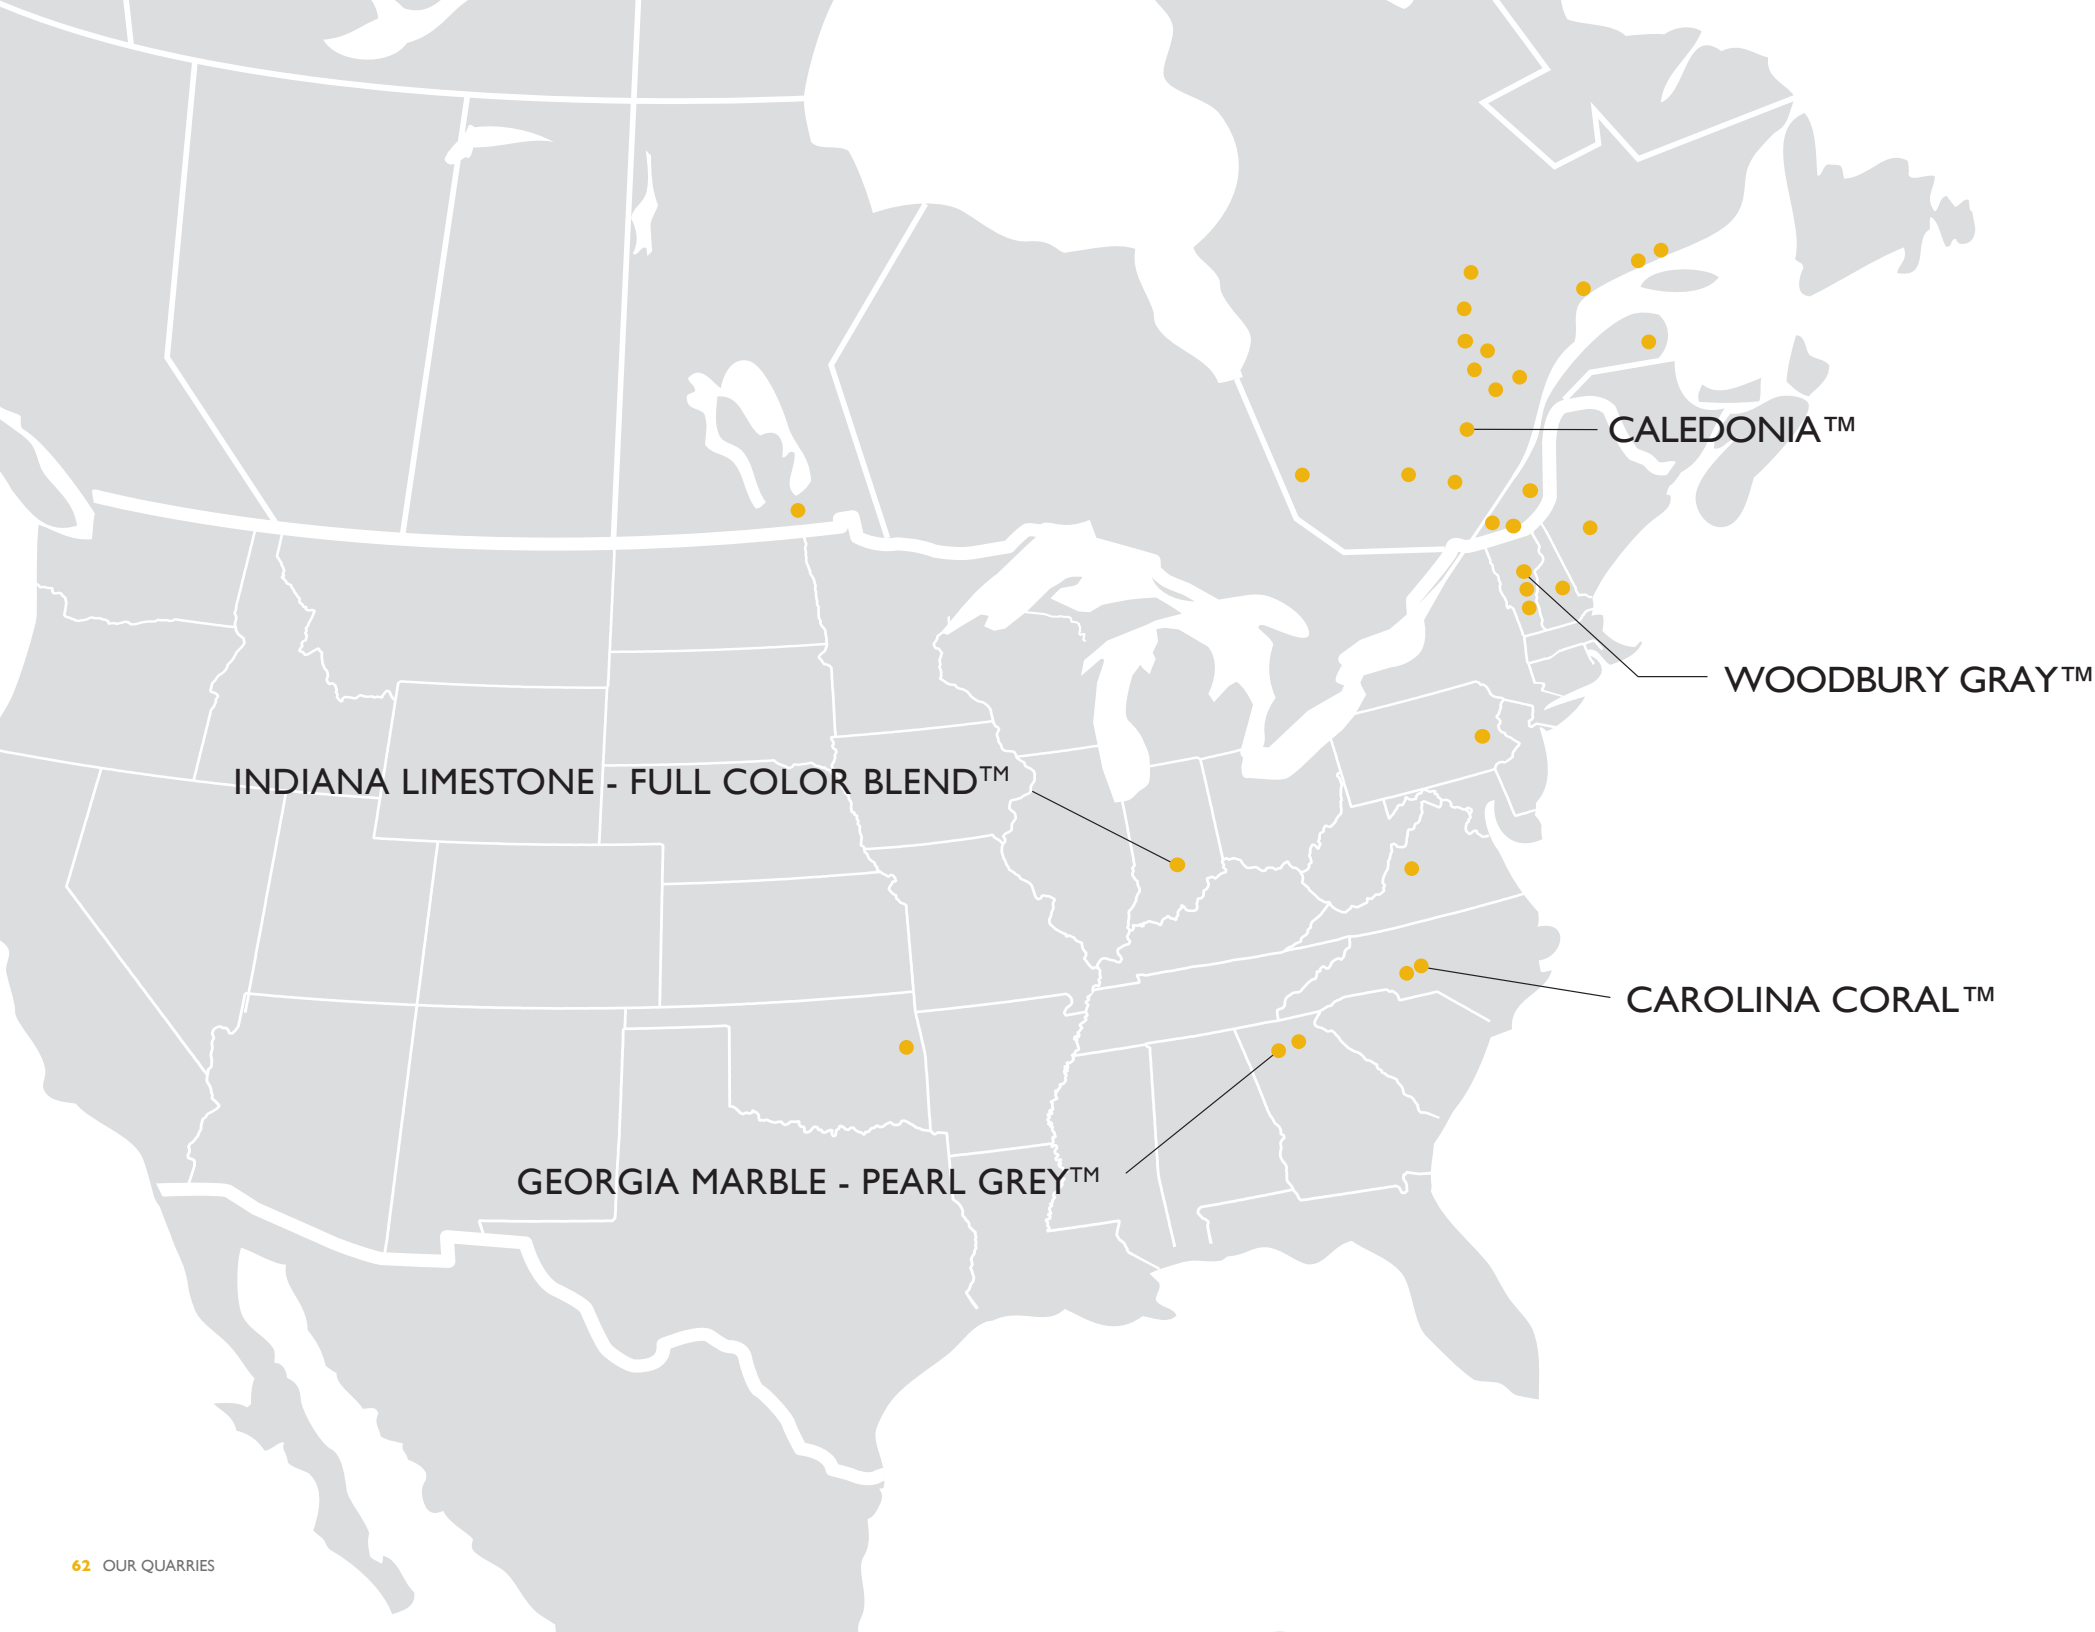 CALEDONIA™
WOODBURY GRAY™
INDIANA LIMESTONE - FULL COLOR BLEND™
CAROLINA CORAL™
GEORGIA MARBLE - PEARL GREY™
62 OUR QUARRIES